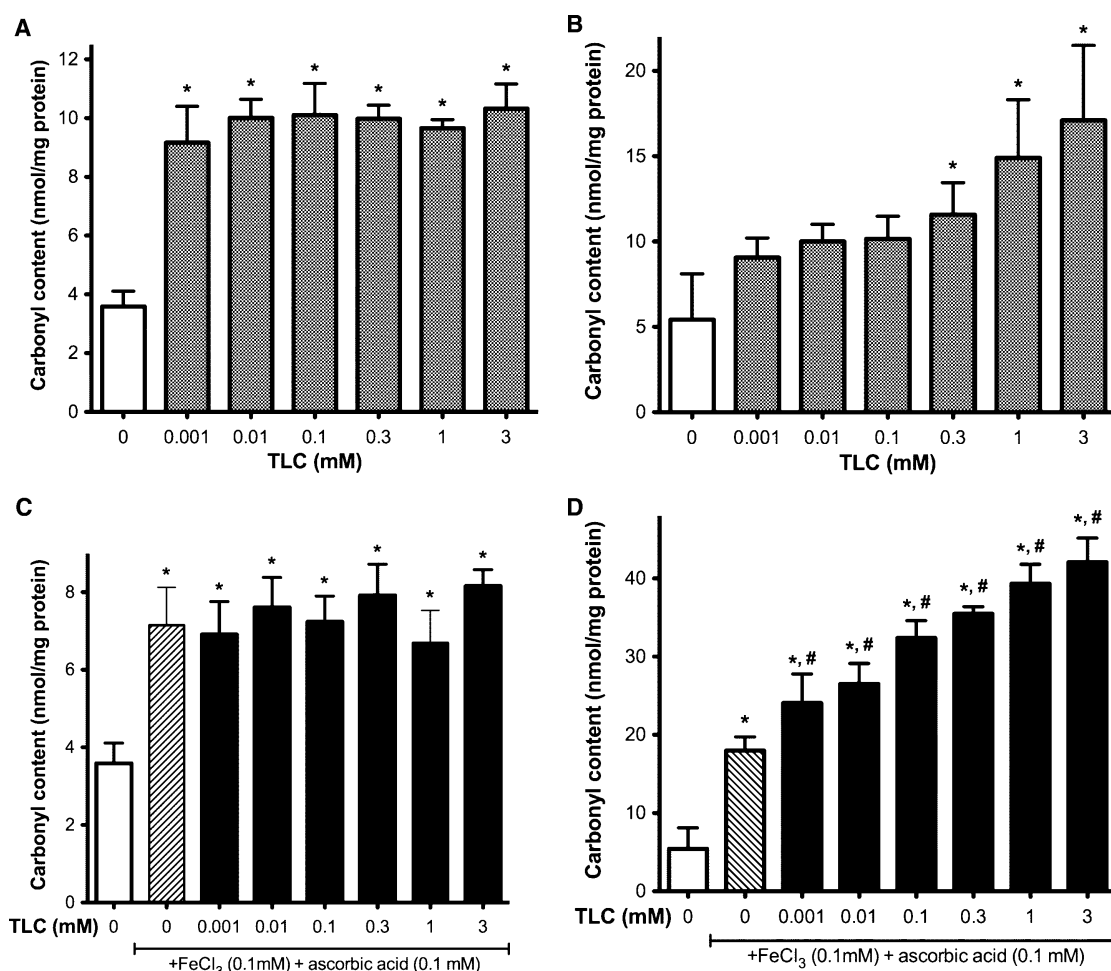 A
Carbonyl content (nmol/mg protein)
12
10
8
6
4
2
0
* * * * * *
0 0.001 0.01 0.1 0.3 1 3
TLC (mM)
B
Carbonyl content (nmol/mg protein)
20
15
10
5
0
* * *
0 0.001 0.01 0.1 0.3 1 3
TLC (mM)
C
Carbonyl content (nmol/mg protein)
8
6
4
2
0
* * * * * * *
TLC (mM) 0 0 0.001 0.01 0.1 0.3 1 3
+FeCl3 (0.1mM) + ascorbic acid (0.1 mM)
D
Carbonyl content (nmol/mg protein)
40
30
20
10
0
* *, # *, # *, # *, # *, # *, #
TLC (mM) 0 0 0.001 0.01 0.1 0.3 1 3
+FeCl3 (0.1mM) + ascorbic acid (0.1 mM)